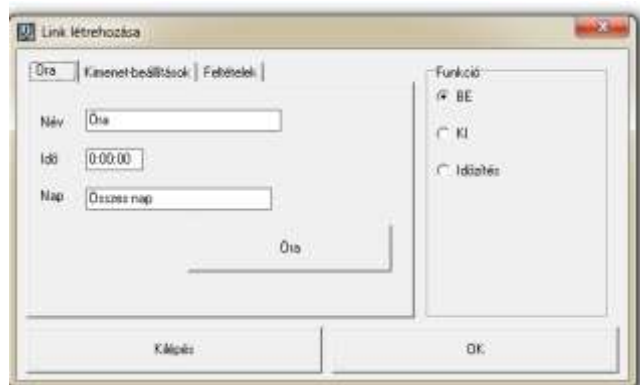 Link létrehozása
Óra
Kimenet-beállítások
Feltételek
Név
Óra
Idő
0:00:00
Nap
Összes nap
Óra
Funkció
BE
KI
Időzítés
Kilépés
OK